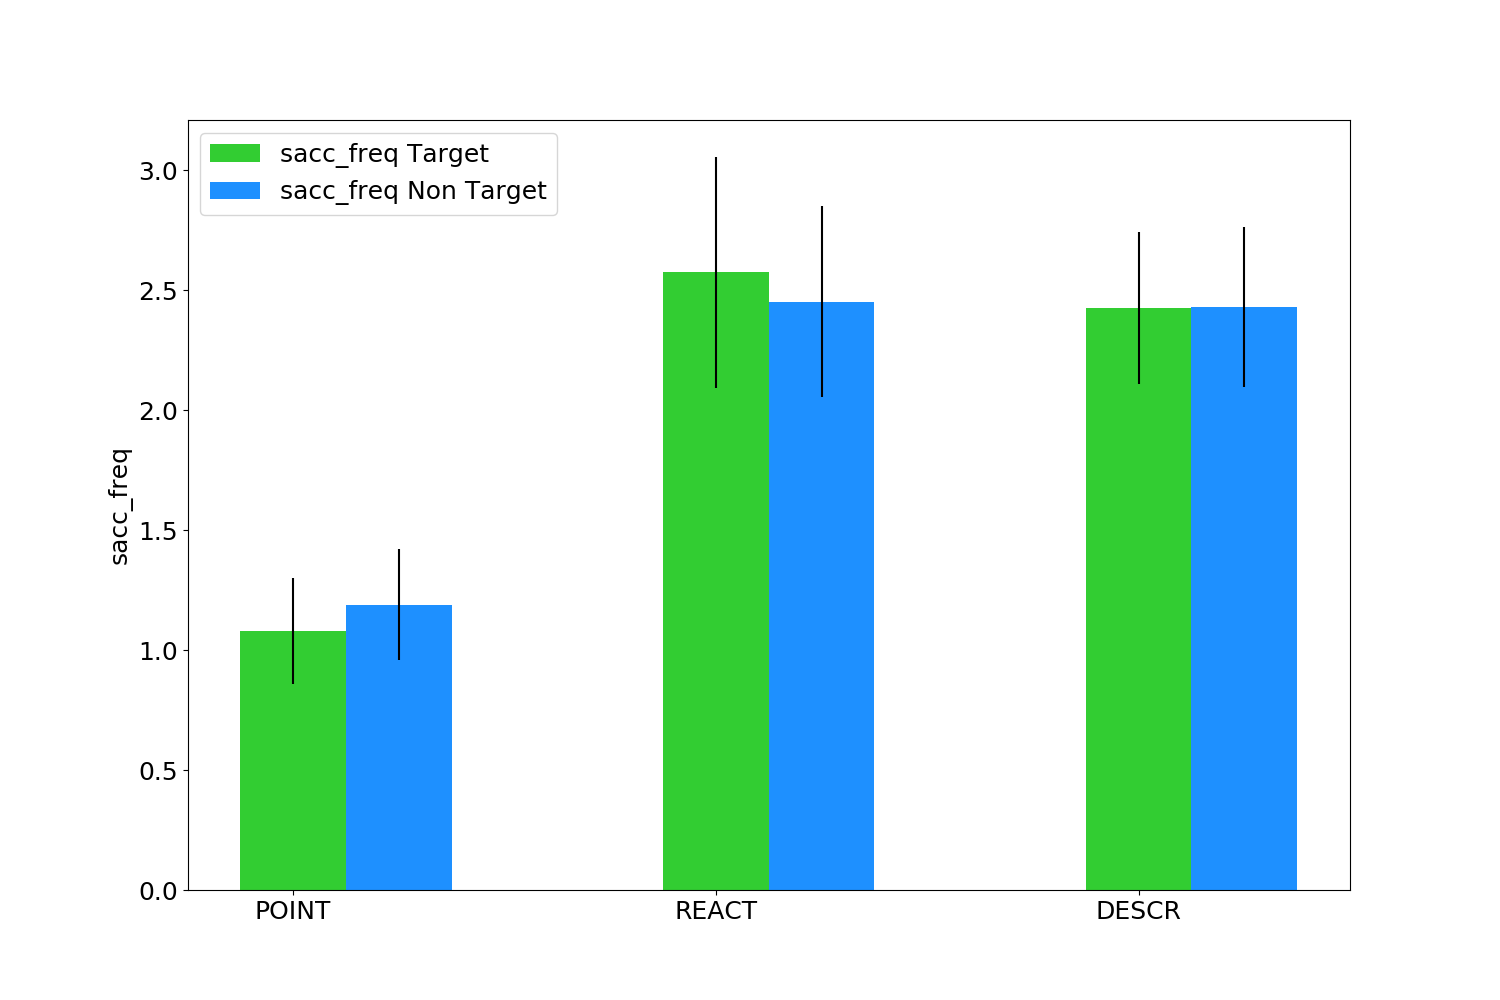 sacc_freq Target
sacc_freq Non Target
3.0
2.5
2.0
1.5
1.0
0.5
0.0
sacc_freq
POINT REACT DESCR